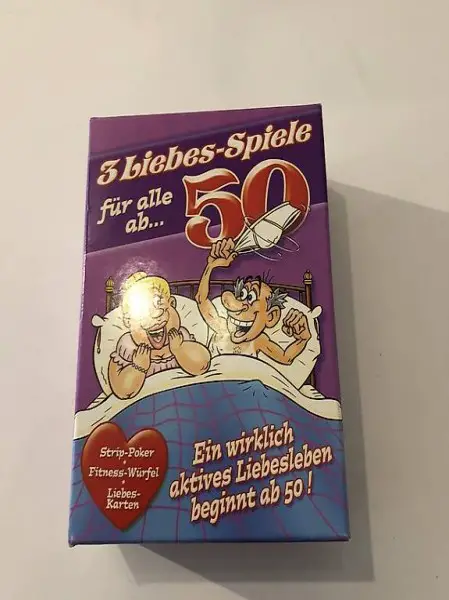 3 Liebes-Spiele
für alle
ab... 50
Strip-Poker
•
Fitness-Würfel
•
Liebes-
Karten
Ein wirklich
aktives Liebesleben
beginnt ab 50 !